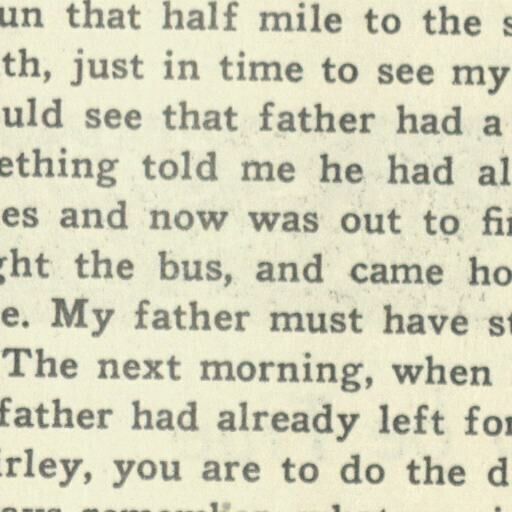 un that half mile to the s
th, just in time to see my
uld see that father had a
ething told me he had al
es and now was out to fi
ght the bus, and came ho
e. My father must have st
The next morning, when
father had already left for
irley, you are to do the d